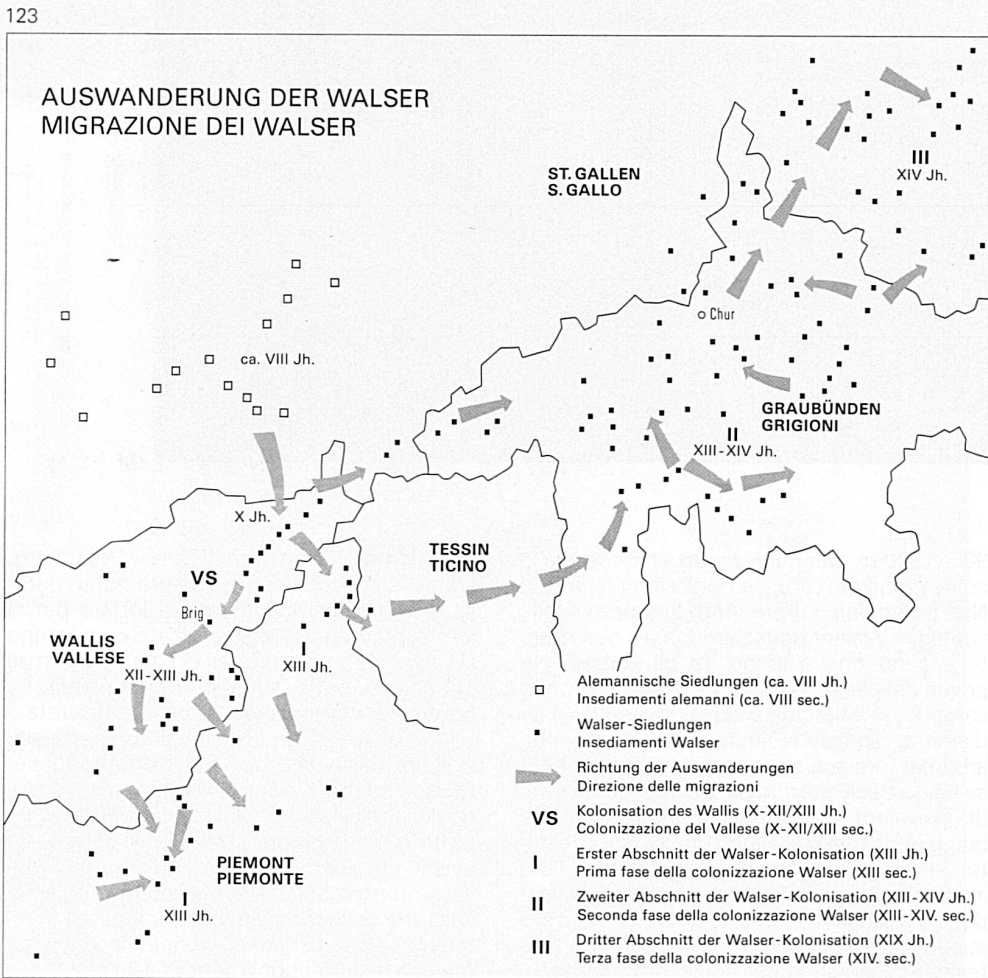 123
AUSWANDERUNG DER WALSER
MIGRAZIONE DEI WALSER
III
XIV Jh.
ST. GALLEN
S. GALLO
ca. VIII Jh.
Chur
GRAUBÜNDEN
GRIGIONI
II
XIII-XIV Jh.
X Jh.
VS
Brig
TESSIN
TICINO
WALLIS
VALLESE
XII-XIII Jh.
I
XIII Jh.
PIEMONT
PIEMONTE
I
XIII Jh.
Alemannische Siedlungen (ca. VIII Jh.)
Insediamenti alemanni (ca. VIII sec.)
Walser-Siedlungen
Insediamenti Walser
Richtung der Auswanderungen
Direzione delle migrazioni
VS Kolonisation des Wallis (X-XII/XIII Jh.)
Colonizzazione del Vallese (X-XII/XIII sec.)
I Erster Abschnitt der Walser-Kolonisation (XIII Jh.)
Prima fase della colonizzazione Walser (XIII sec.)
II Zweiter Abschnitt der Walser-Kolonisation (XIII-XIV Jh.)
Seconda fase della colonizzazione Walser (XIII-XIV. sec.)
III Dritter Abschnitt der Walser-Kolonisation (XIX Jh.)
Terza fase della colonizzazione Walser (XIV. sec.)